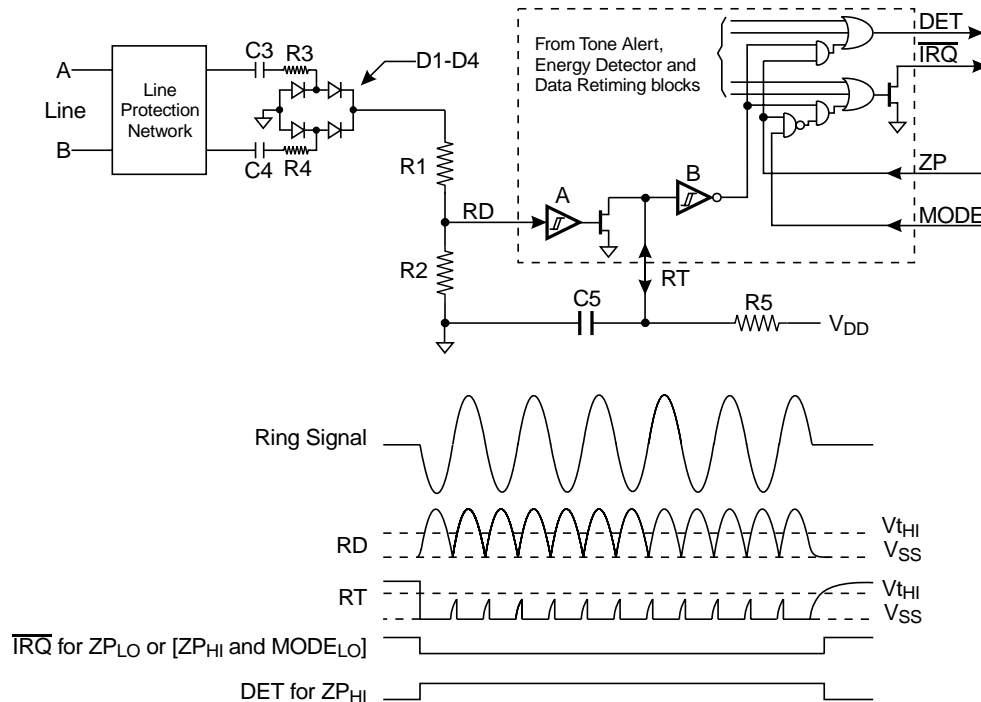 DET
IRQ
From Tone Alert,
Energy Detector and
Data Retiming blocks
C3
R3
D1-D4
A
Line
B
Line
Protection
Network
C4
R4
R1
RD
R2
A
B
ZP
MODE
RT
C5
R5
VDD
Ring Signal
RD
VtHI
VSS
RT
VtHI
VSS
IRQ for ZPLO or [ZPHI and MODELO]
DET for ZPHI